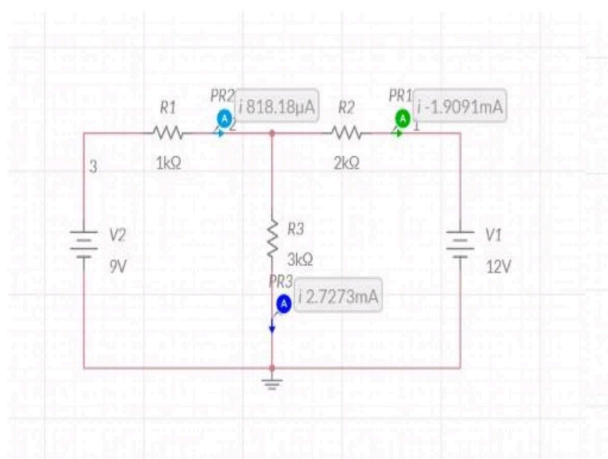 PR2
i 818.18µA
PR1
i -1.9091mA
R1
A
2
R2
A
1
1kΩ
2kΩ
3
V2
9V
R3
3kΩ
V1
12V
PR3
A
i 2.7273mA